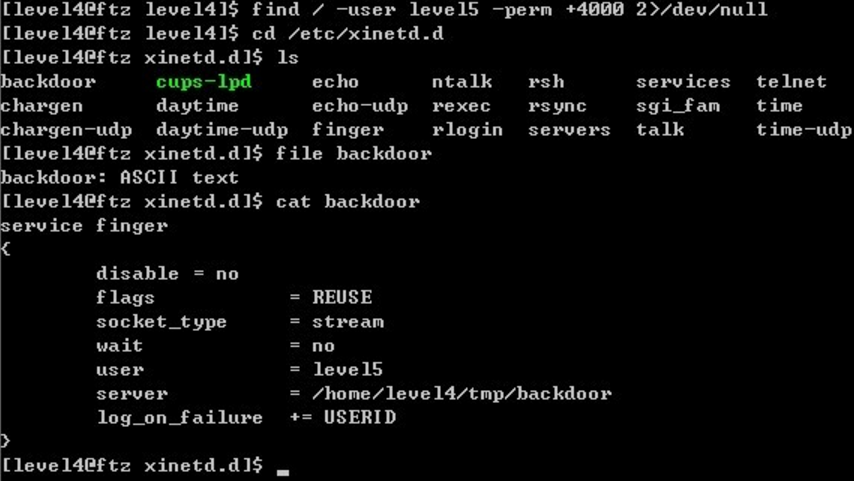 [level4@ftz level4]$ find / -user level5 -perm +4000 2>/dev/null
[level4@ftz level4]$ cd /etc/xinetd.d
[level4@ftz xinetd.d]$ ls
backdoor     cups-lpd     echo      ntalk   rsh      services  telnet
chargen      daytime      echo-udp  rexec   rsync    sgi_fam   time
chargen-udp  daytime-udp  finger    rlogin  servers  talk      time-udp
[level4@ftz xinetd.d]$ file backdoor
backdoor: ASCII text
[level4@ftz xinetd.d]$ cat backdoor
service finger
{
        disable = no
        flags           = REUSE
        socket_type     = stream
        wait            = no
        user            = level5
        server          = /home/level4/tmp/backdoor
        log_on_failure  += USERID
}
[level4@ftz xinetd.d]$ _